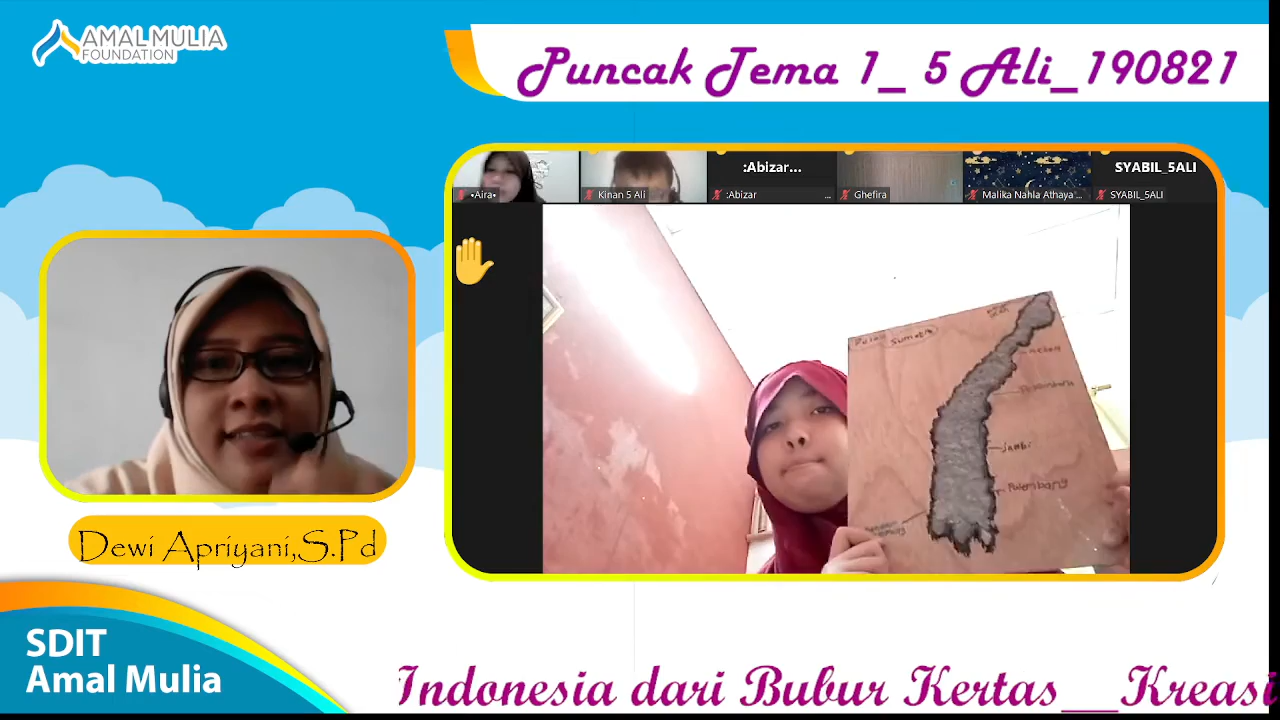 AMAL MULIA
FOUNDATION
Puncak Tema 1_ 5 Ali_190821
:Abizar...
SYABIL_5ALI
•Aira•
Kinan 5 Ali
:Abizar
...
Ghefira
Malika Nahla Athaya ...
SYABIL_5ALI
Pulau Sumatra
Medan
Jambi
Palembang
Dewi Apriyani,S.Pd
SDIT
Amal Mulia
Indonesia dari Bubur Kertas__Kreasi